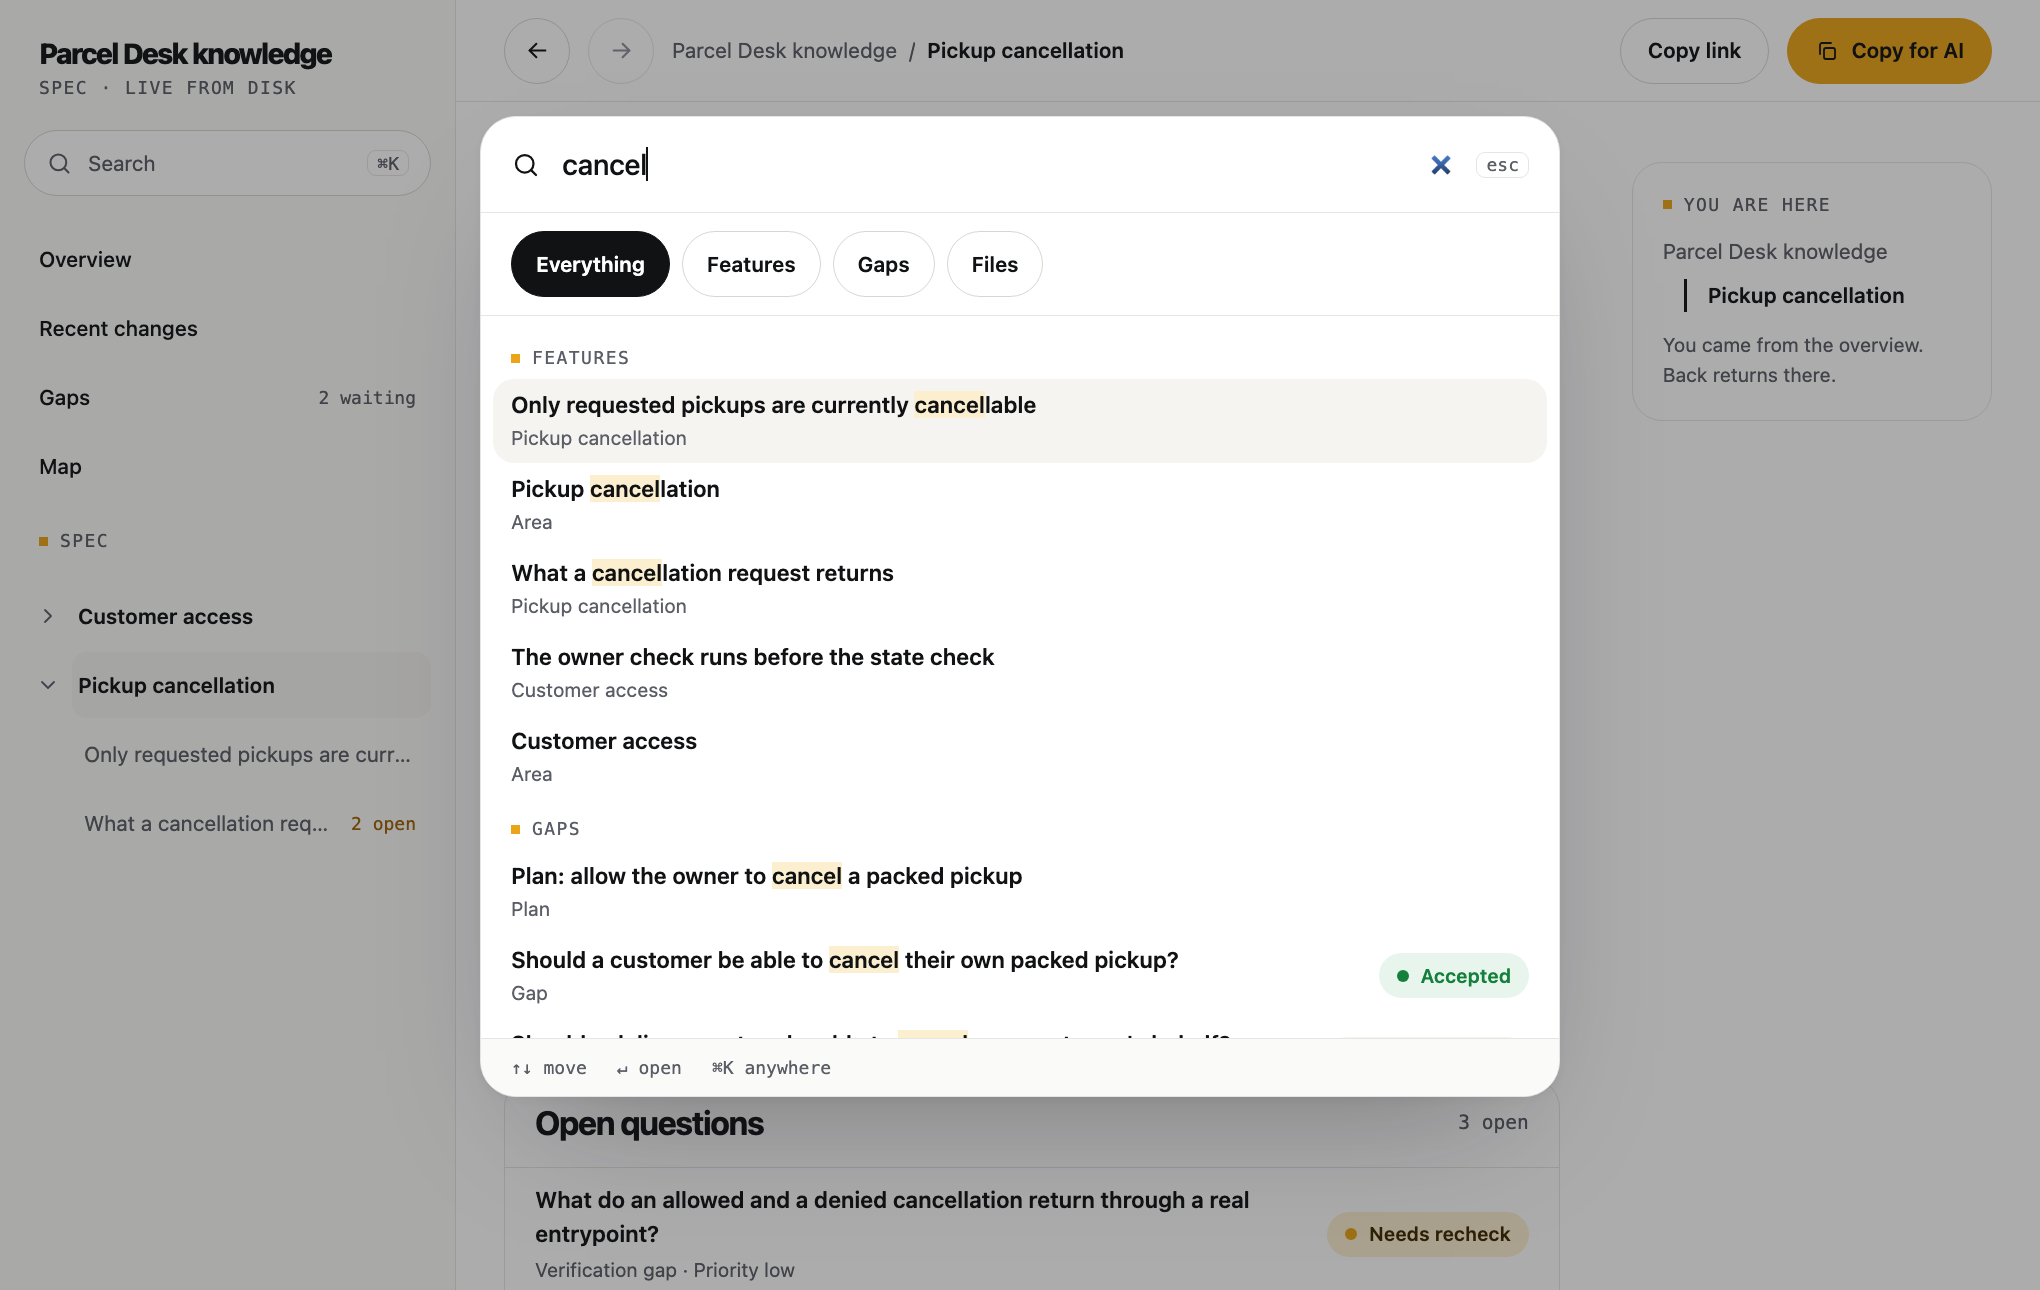 Parcel Desk knowledge
SPEC · LIVE FROM DISK
Search ⌘K
Overview
Recent changes
Gaps 2 waiting
Map
SPEC
Customer access
Pickup cancellation
Only requested pickups are curr...
What a cancellation req... 2 open
Parcel Desk knowledge / Pickup cancellation
Copy link
Copy for AI
cancel
esc
Everything
Features
Gaps
Files
FEATURES
Only requested pickups are currently cancellable
Pickup cancellation
Pickup cancellation
Area
What a cancellation request returns
Pickup cancellation
The owner check runs before the state check
Customer access
Customer access
Area
GAPS
Plan: allow the owner to cancel a packed pickup
Plan
Should a customer be able to cancel their own packed pickup?
Gap
Accepted
↑↓ move ↵ open ⌘K anywhere
Open questions
3 open
What do an allowed and a denied cancellation return through a real
entrypoint?
Verification gap · Priority low
Needs recheck
YOU ARE HERE
Parcel Desk knowledge
Pickup cancellation
You came from the overview.
Back returns there.